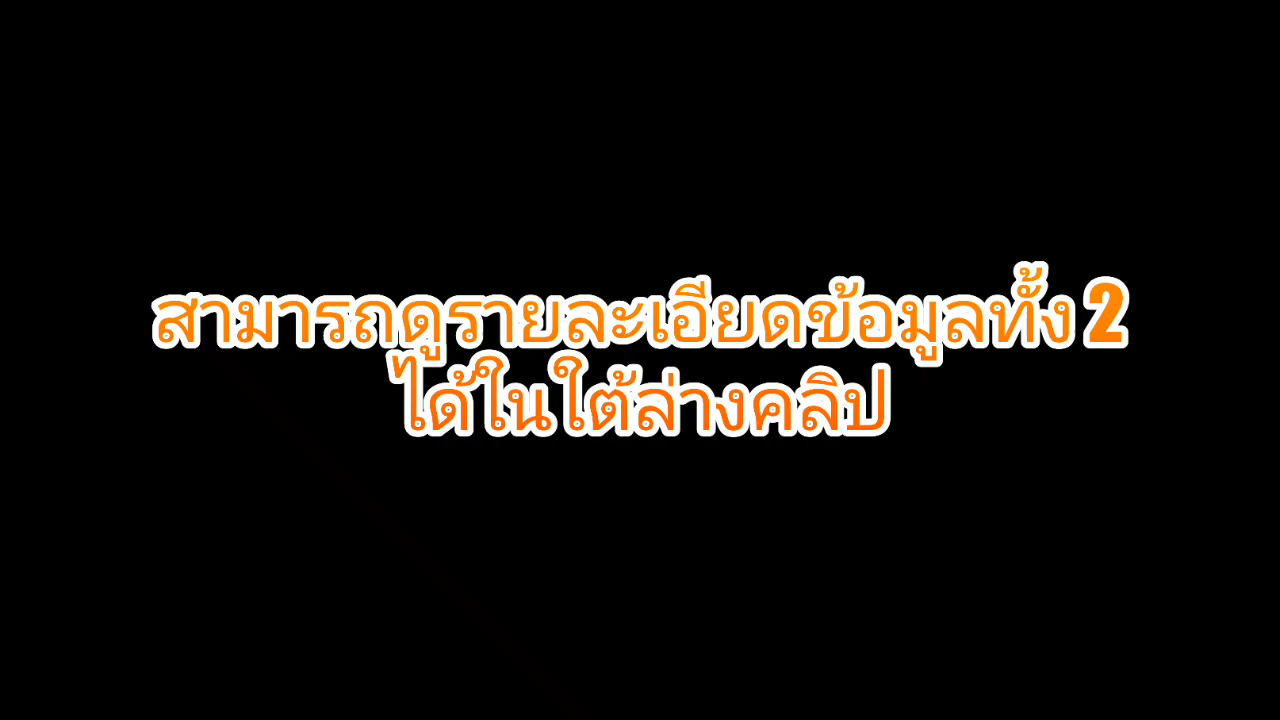 สามารถดูรายละเอียดข้อมูลทั้ง 2
ได้ในใต้ล่างคลิป